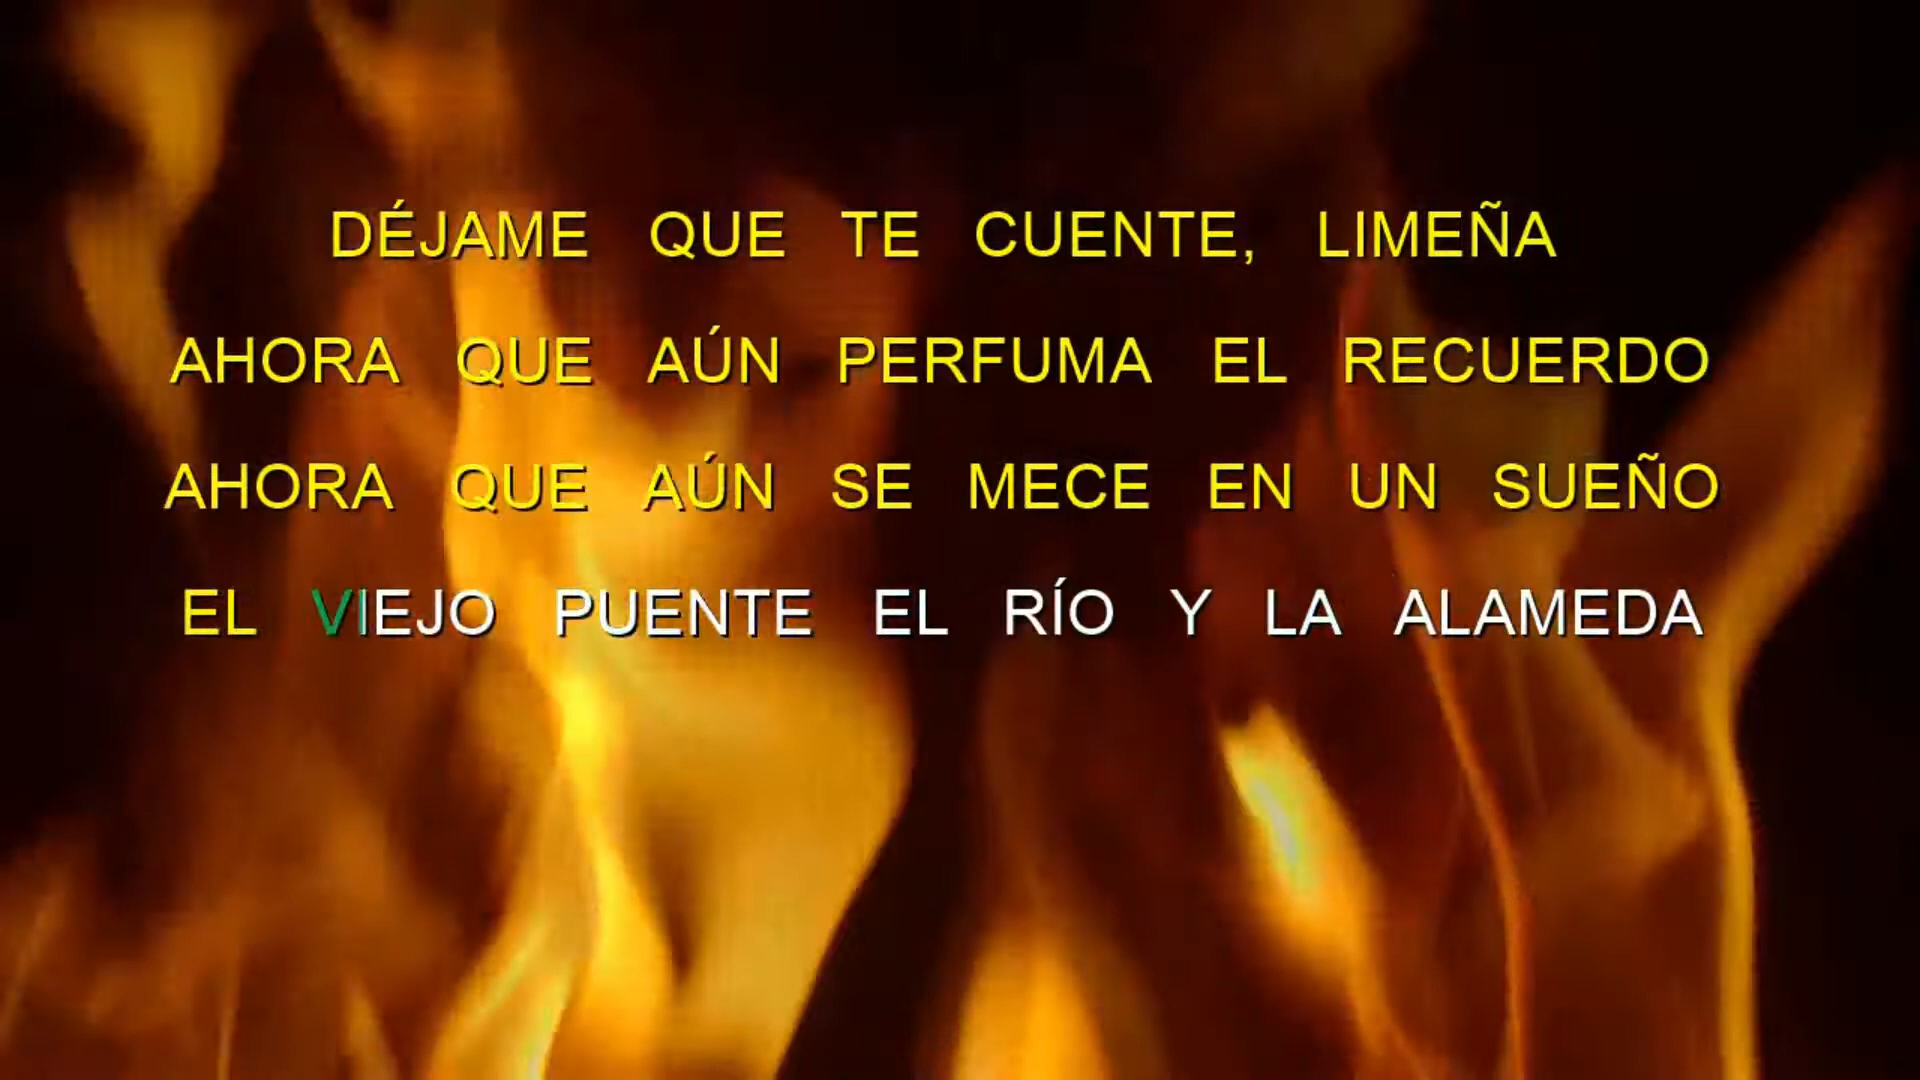 DÉJAME QUE TE CUENTE, LIMEÑA
AHORA QUE AÚN PERFUMA EL RECUERDO
AHORA QUE AÚN SE MECE EN UN SUEÑO
EL VIEJO PUENTE EL RÍO Y LA ALAMEDA